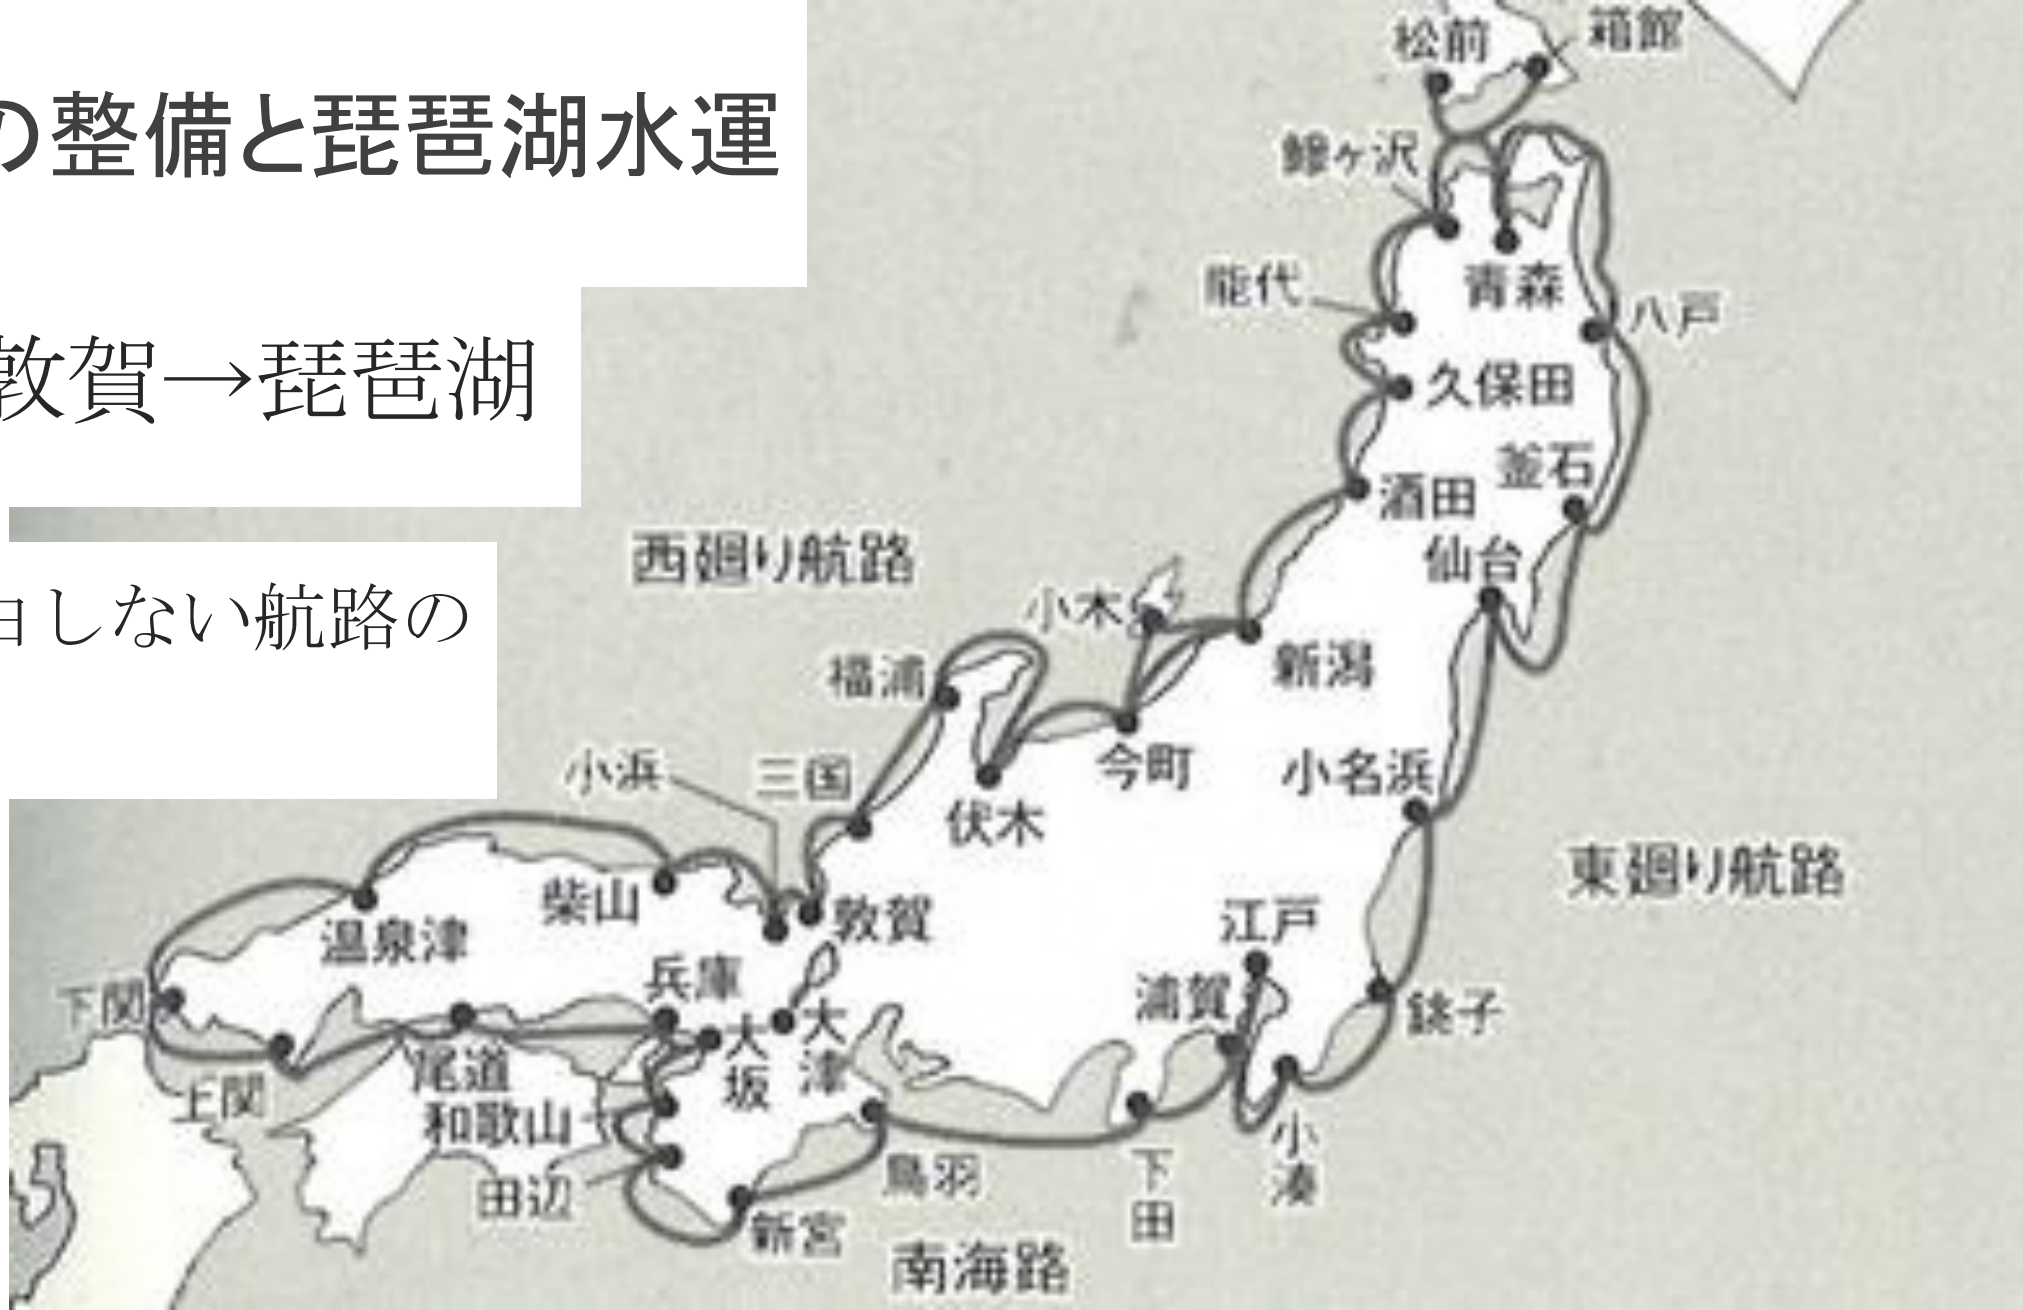 の整備と琵琶湖水運
敦賀→琵琶湖
しない航路の
松前
箱館
鰺ヶ沢
青森
能代
八戸
久保田
釜石
酒田
仙台
西廻り航路
小木
新潟
福浦
今町
小浜
三国
伏木
小名浜
東廻り航路
柴山
敦賀
温泉津
江戸
兵庫
浦賀
下関
大津
銚子
大坂
尾道
上関
和歌山
田辺
鳥羽
下田
小湊
新宮
南海路